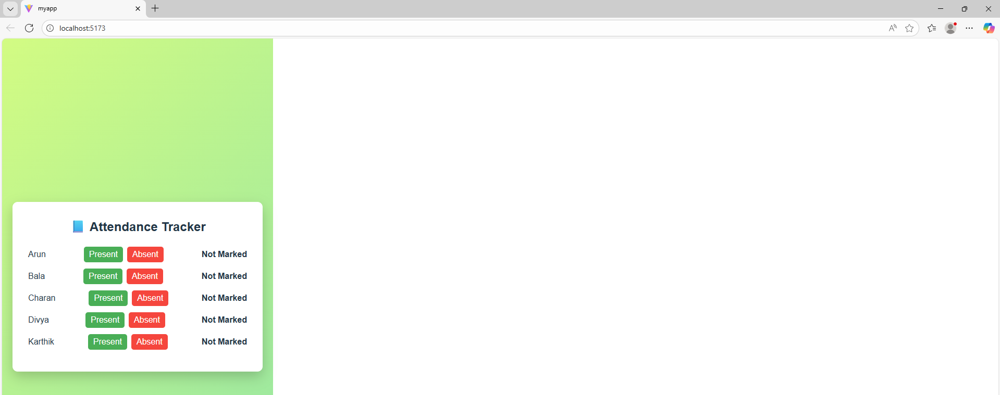 myapp
localhost:5173
📘 Attendance Tracker
Arun Present Absent Not Marked
Bala Present Absent Not Marked
Charan Present Absent Not Marked
Divya Present Absent Not Marked
Karthik Present Absent Not Marked